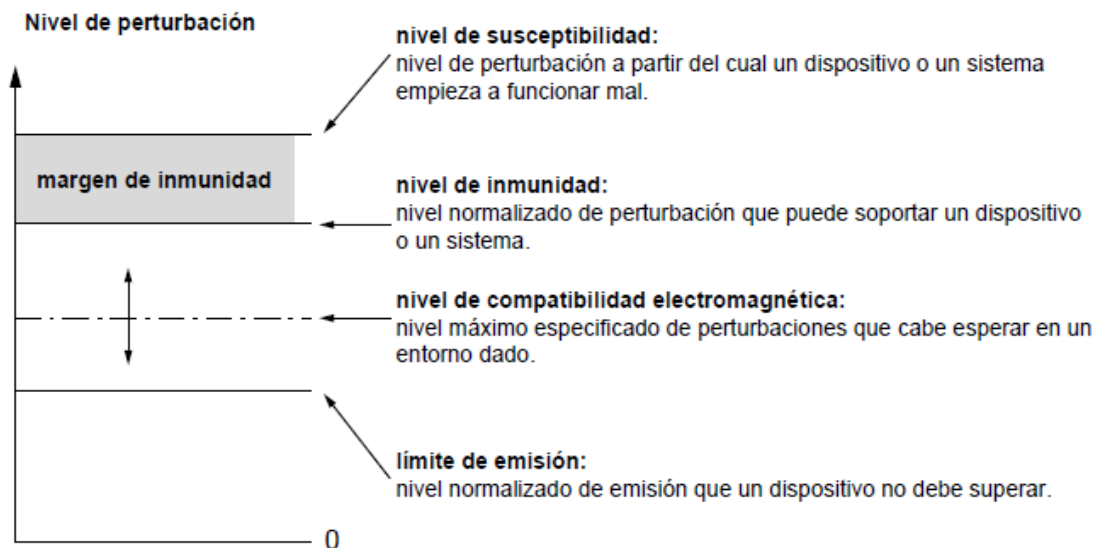 Nivel de perturbación
nivel de susceptibilidad:
nivel de perturbación a partir del cual un dispositivo o un sistema
empieza a funcionar mal.
margen de inmunidad
nivel de inmunidad:
nivel normalizado de perturbación que puede soportar un dispositivo
o un sistema.
nivel de compatibilidad electromagnética:
nivel máximo especificado de perturbaciones que cabe esperar en un
entorno dado.
límite de emisión:
nivel normalizado de emisión que un dispositivo no debe superar.
0